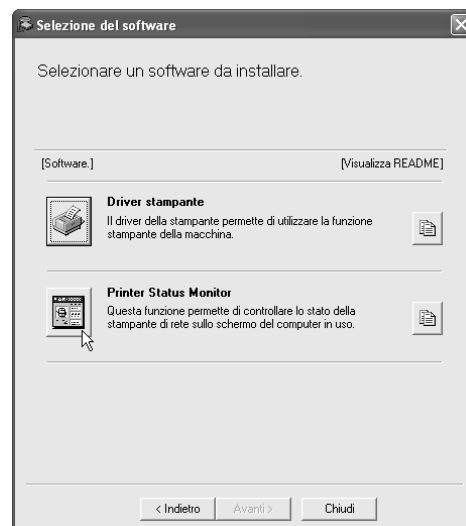 Selezione del software
Selezionare un software da installare.
[Software.] [Visualizza README]
Driver stampante
Il driver della stampante permette di utilizzare la funzione
stampante della macchina.
Printer Status Monitor
Questa funzione permette di controllare lo stato della
stampante di rete sullo schermo del computer in uso.
< Indietro Avanti > Chiudi